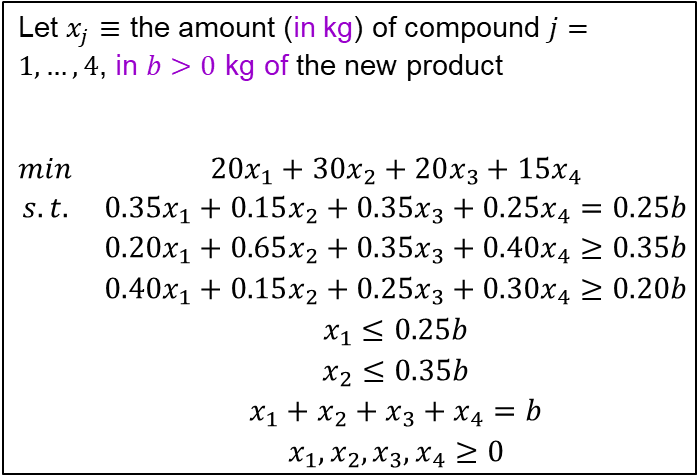 Let xⱼ ≡ the amount (in kg) of compound j =
1, … , 4, in b > 0 kg of the new product
min 20x₁ + 30x₂ + 20x₃ + 15x₄
s.t. 0.35x₁ + 0.15x₂ + 0.35x₃ + 0.25x₄ = 0.25b
0.20x₁ + 0.65x₂ + 0.35x₃ + 0.40x₄ ≥ 0.35b
0.40x₁ + 0.15x₂ + 0.25x₃ + 0.30x₄ ≥ 0.20b
x₁ ≤ 0.25b
x₂ ≤ 0.35b
x₁ + x₂ + x₃ + x₄ = b
x₁, x₂, x₃, x₄ ≥ 0